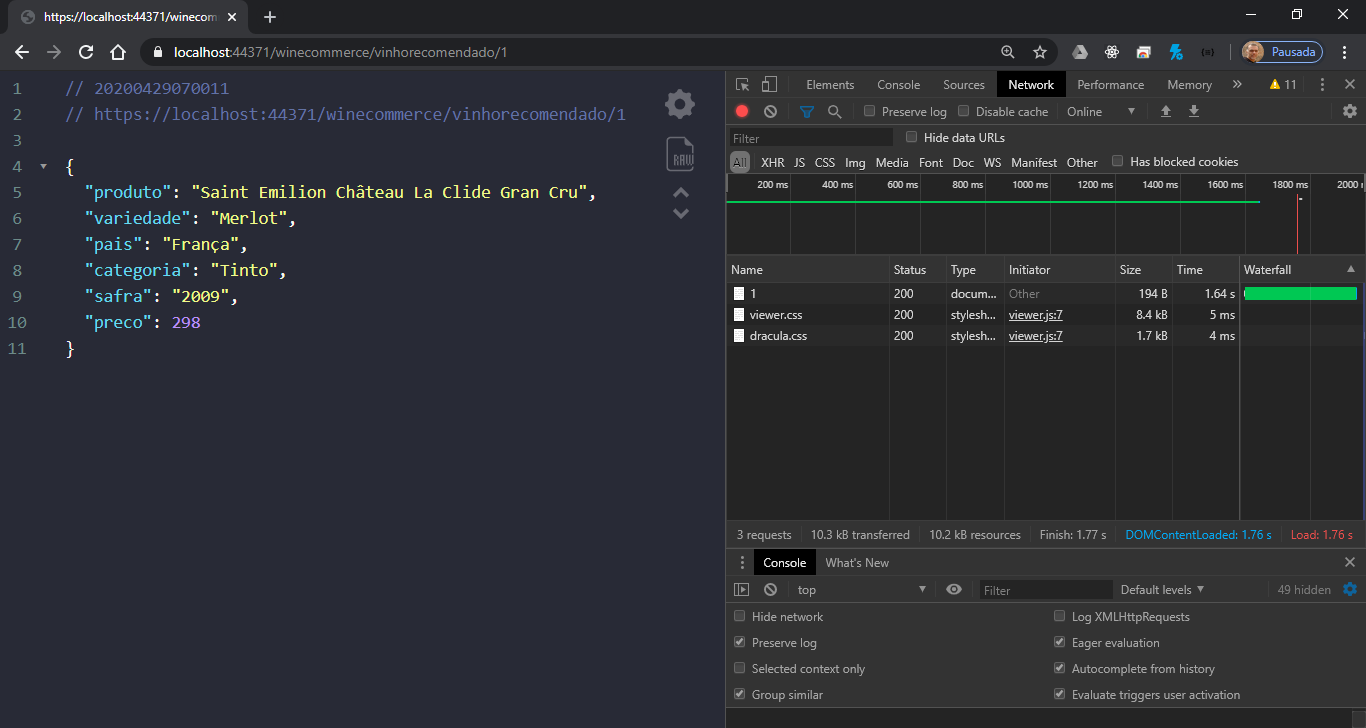 https://localhost:44371/winecom
localhost:44371/winecommerce/vinhorecomendado/1
Pausada
1 // 20200429070011
2 // https://localhost:44371/winecommerce/vinhorecomendado/1
3
4 {
5 "produto": "Saint Emilion Château La Clide Gran Cru",
6 "variedade": "Merlot",
7 "pais": "França",
8 "categoria": "Tinto",
9 "safra": "2009",
10 "preco": 298
11 }
RAW
Elements Console Sources Network Performance Memory » 11
Preserve log Disable cache Online
Filter Hide data URLs
All XHR JS CSS Img Media Font Doc WS Manifest Other Has blocked cookies
200 ms 400 ms 600 ms 800 ms 1000 ms 1200 ms 1400 ms 1600 ms 1800 ms 2000
Name Status Type Initiator Size Time Waterfall
1 200 docum... Other 194 B 1.64 s
viewer.css 200 stylesh... viewer.js:7 8.4 kB 5 ms
dracula.css 200 stylesh... viewer.js:7 1.7 kB 4 ms
3 requests 10.3 kB transferred 10.2 kB resources Finish: 1.77 s DOMContentLoaded: 1.76 s Load: 1.76 s
Console What's New
top Filter Default levels 49 hidden
Hide network Log XMLHttpRequests
Preserve log Eager evaluation
Selected context only Autocomplete from history
Group similar Evaluate triggers user activation